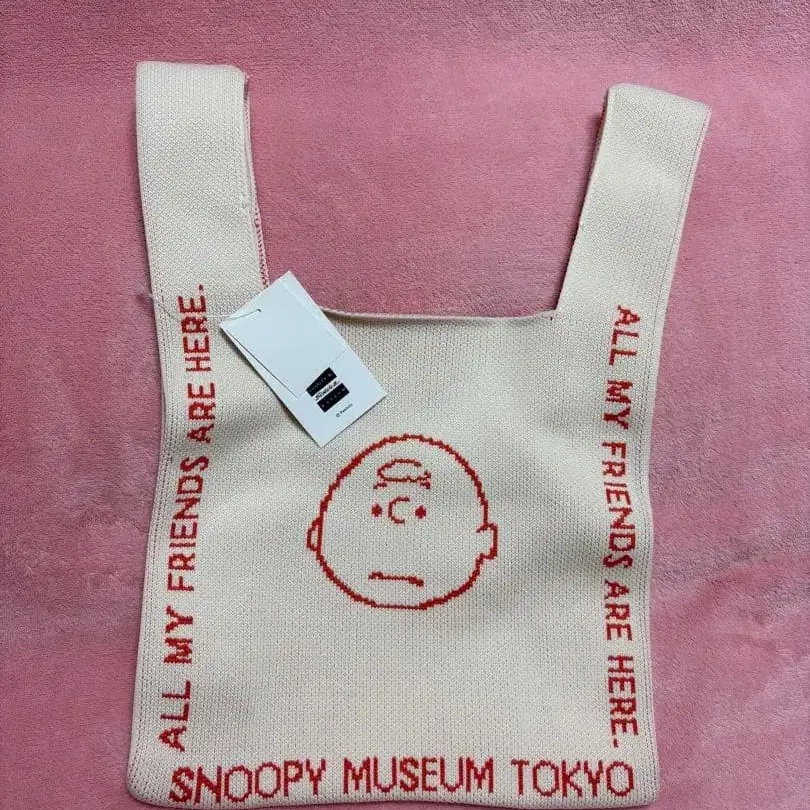 ALL MY FRIENDS ARE HERE.
ALL MY FRIENDS ARE HERE.
SNOOPY MUSEUM TOKYO